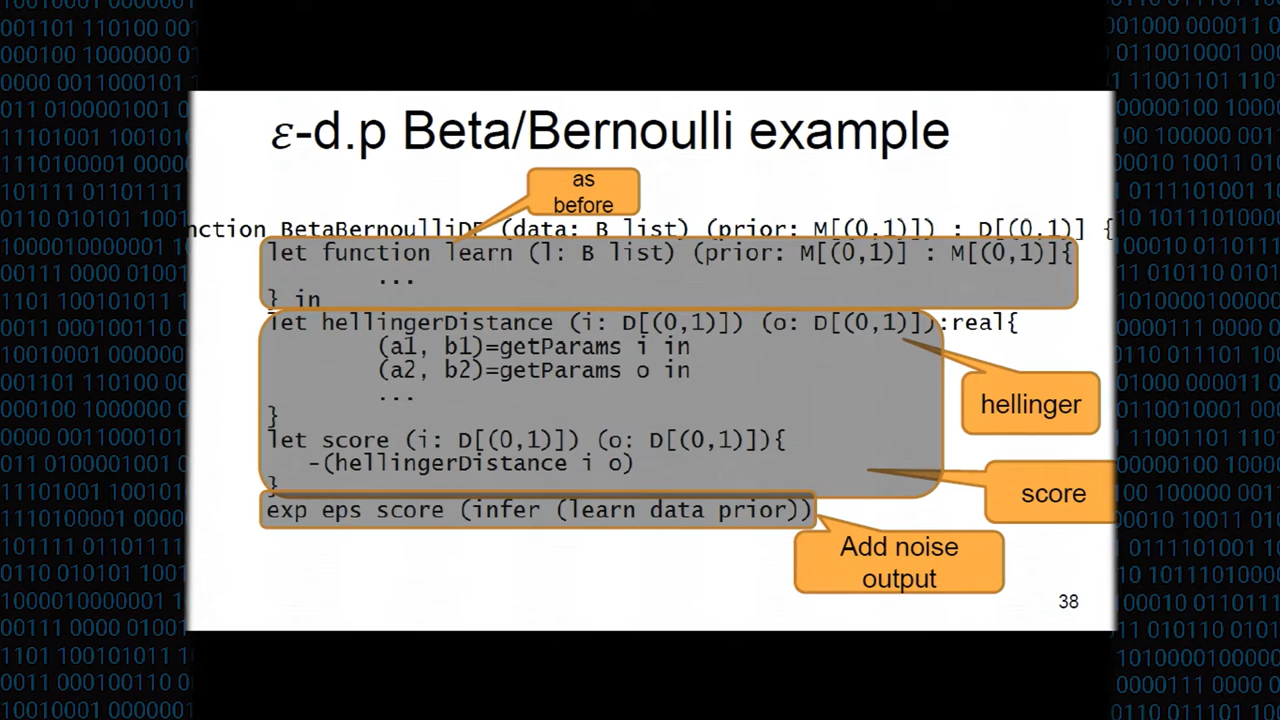 ε-d.p Beta/Bernoulli example
as
before
nction BetaBernoulliDP (data: B list) (prior: M[(0,1)]) : D[(0,1)] {
let function learn (l: B list) (prior: M[(0,1)] : M[(0,1)]{
...
} in
let hellingerDistance (i: D[(0,1)]) (o: D[(0,1)]):real{
(a1, b1)=getParams i in
(a2, b2)=getParams o in
...
}
hellinger
let score (i: D[(0,1)]) (o: D[(0,1)]){
-(hellingerDistance i o)
}
score
exp eps score (infer (learn data prior))
Add noise
output
38